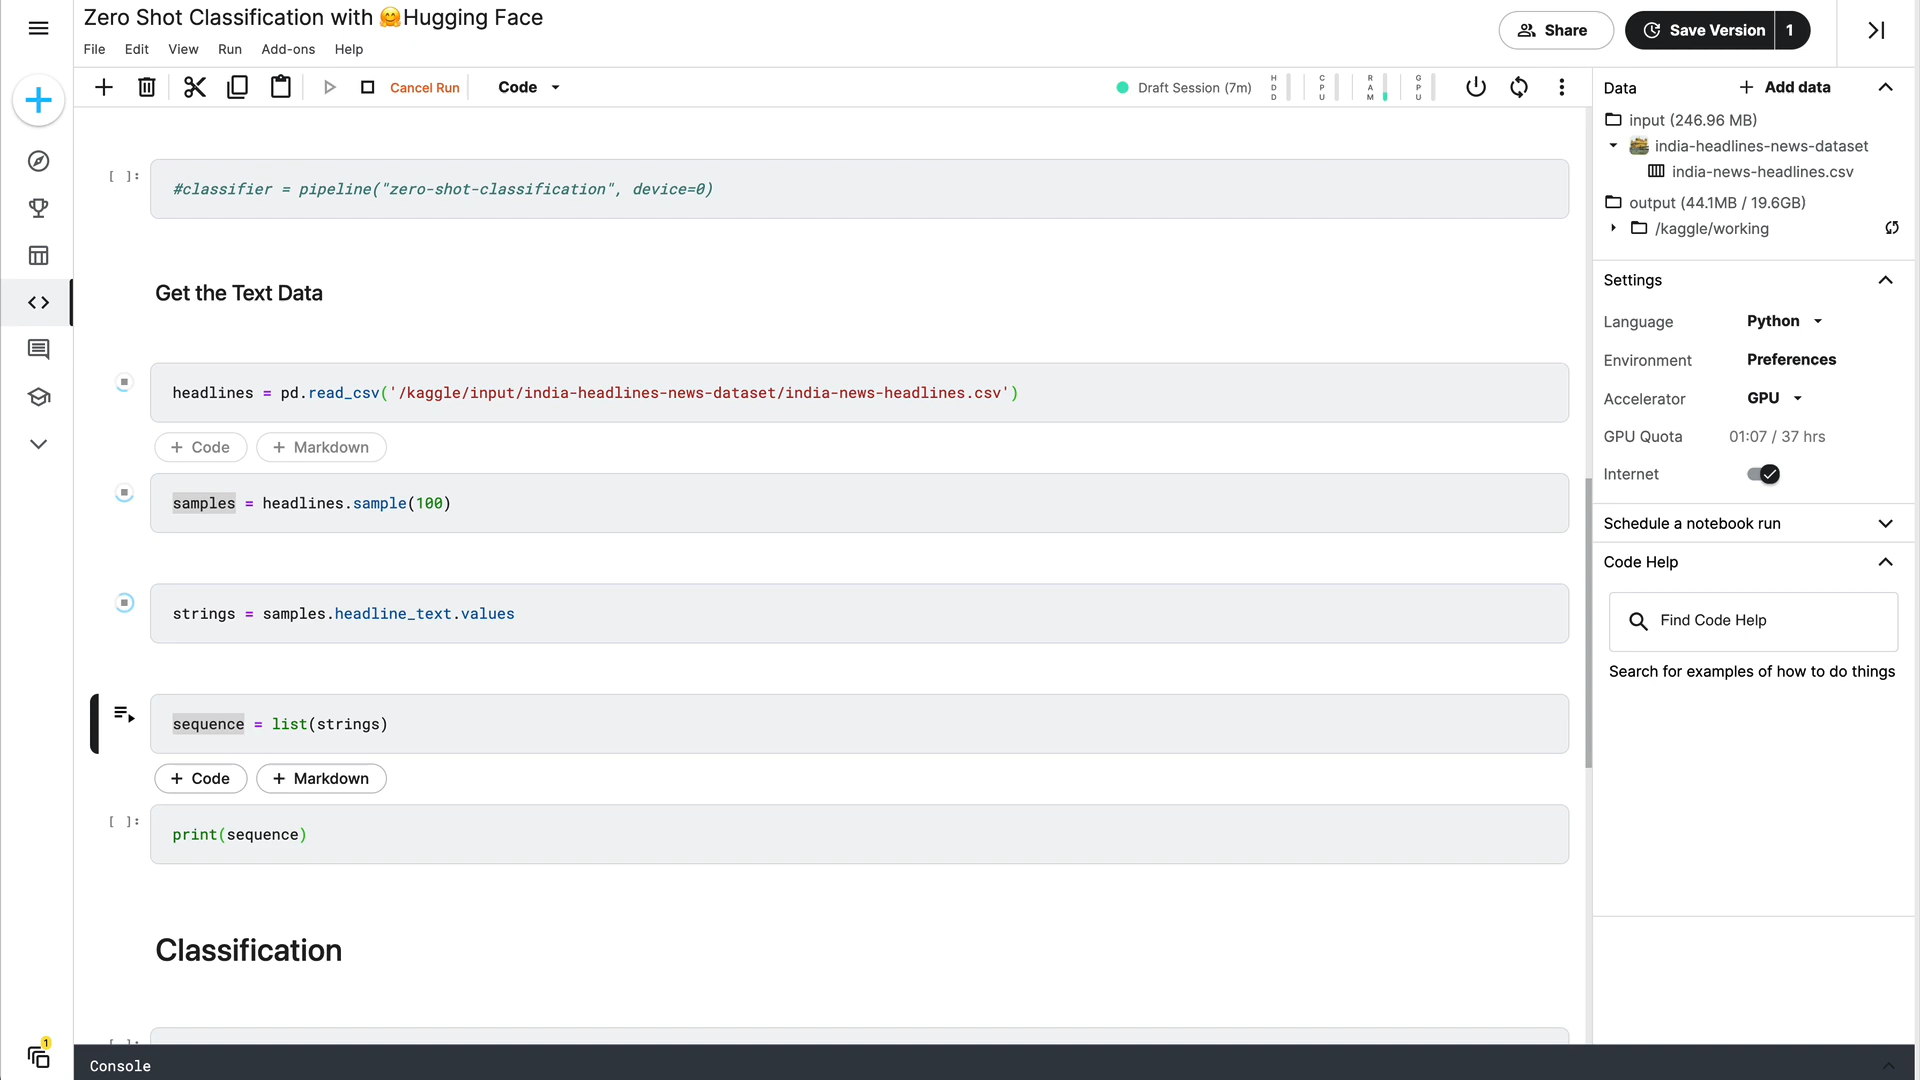 Zero Shot Classification with 🤗Hugging Face
File Edit View Run Add-ons Help
Share
Save Version 1
Cancel Run
Code
Draft Session (7m)
HDD
CPU
RAM
GPU
[ ]:
#classifier = pipeline("zero-shot-classification", device=0)
Get the Text Data
headlines = pd.read_csv('/kaggle/input/india-headlines-news-dataset/india-news-headlines.csv')
+ Code + Markdown
samples = headlines.sample(100)
strings = samples.headline_text.values
sequence = list(strings)
+ Code + Markdown
[ ]:
print(sequence)
Classification
[ ]:
Console
1
Data
+ Add data
input (246.96 MB)
india-headlines-news-dataset
india-news-headlines.csv
output (44.1MB / 19.6GB)
/kaggle/working
Settings
Language Python
Environment Preferences
Accelerator GPU
GPU Quota 01:07 / 37 hrs
Internet
Schedule a notebook run
Code Help
Find Code Help
Search for examples of how to do things